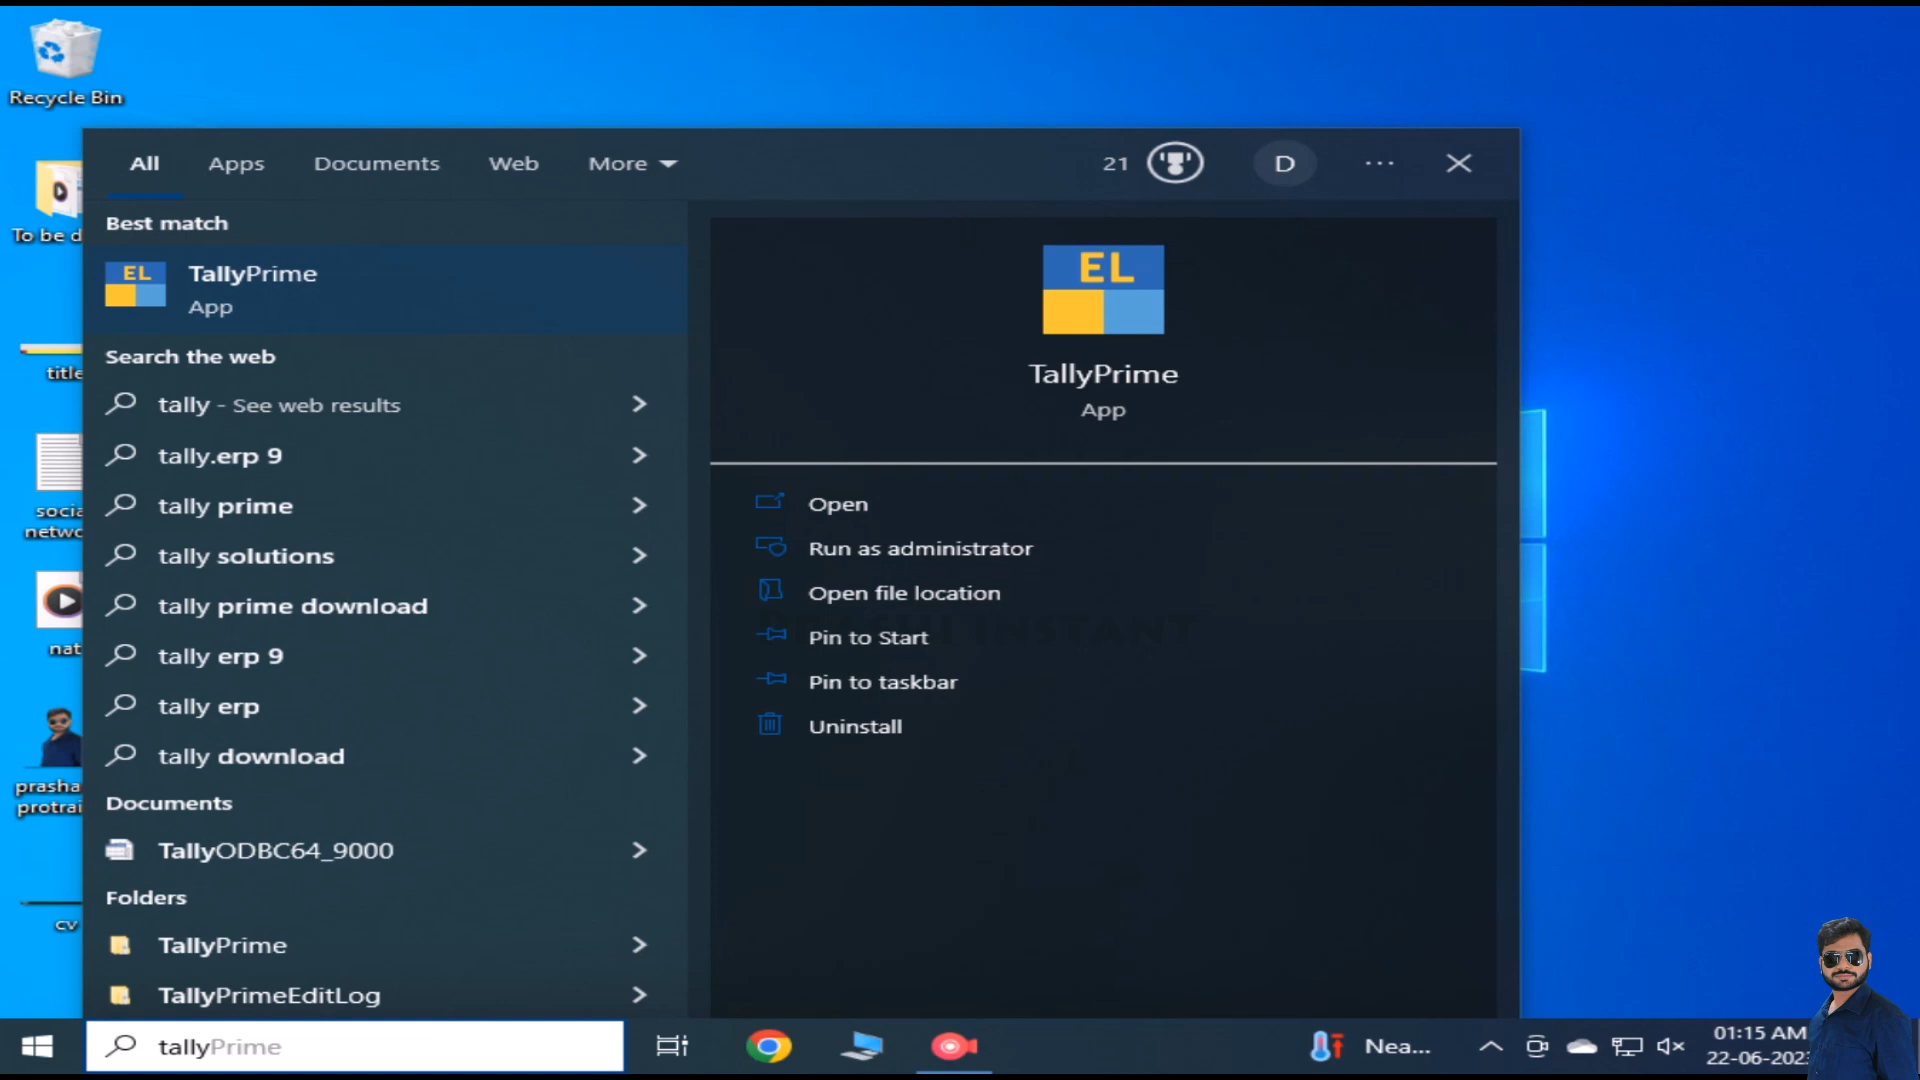 Recycle Bin
All Apps Documents Web More 21 D ...
Best match
EL
TallyPrime
App
Search the web
tally - See web results
tally.erp 9
tally prime
tally solutions
tally prime download
tally erp 9
tally erp
tally download
Documents
TallyODBC64_9000
Folders
TallyPrime
TallyPrimeEditLog
tallyPrime
EL
TallyPrime
App
Open
Run as administrator
Open file location
Pin to Start
Pin to taskbar
Uninstall
INSTANT
To be d
title
socia
netwo
nat
prasha
protrai
cv
Nea...
01:15 AM
22-06-202